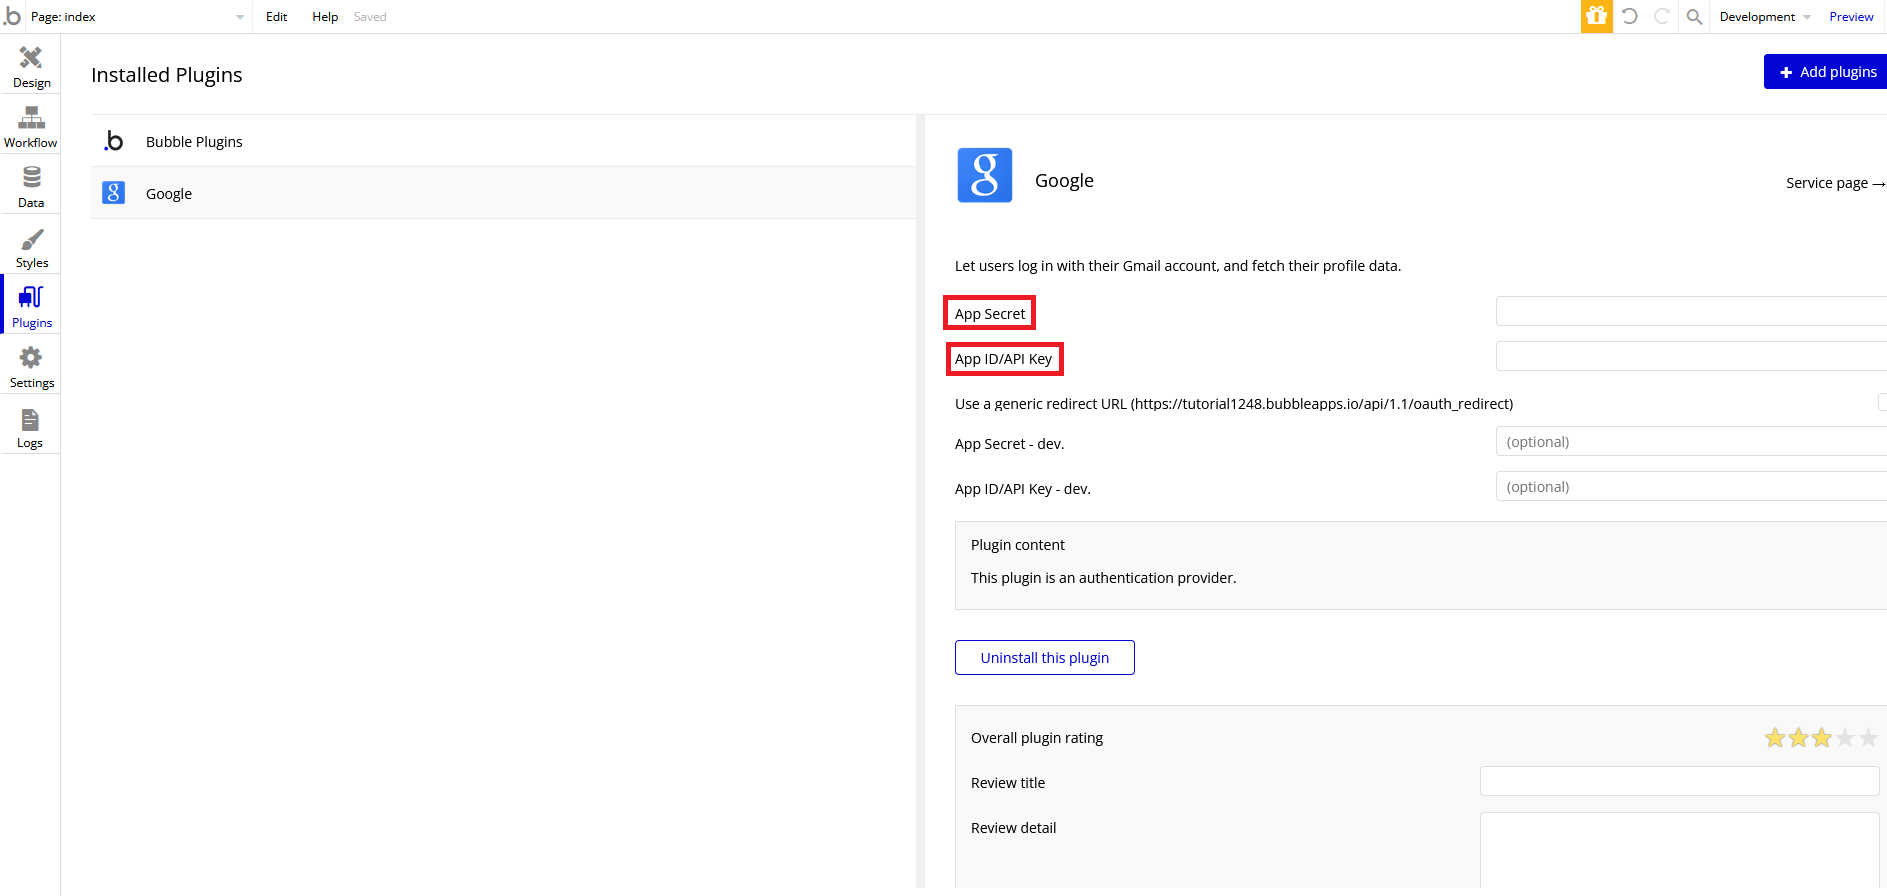 .b Page: index Edit Help Saved Development Preview
Design
Workflow
Data
Styles
Plugins
Settings
Logs
Installed Plugins
+ Add plugins
.b Bubble Plugins
g Google
g Google
Service page →
Let users log in with their Gmail account, and fetch their profile data.
App Secret
App ID/API Key
Use a generic redirect URL (https://tutorial1248.bubbleapps.io/api/1.1/oauth_redirect)
App Secret - dev. (optional)
App ID/API Key - dev. (optional)
Plugin content
This plugin is an authentication provider.
Uninstall this plugin
Overall plugin rating
Review title
Review detail